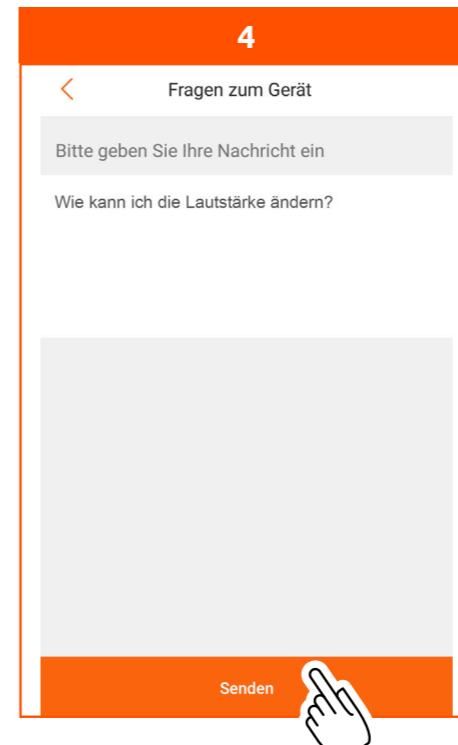 4
Fragen zum Gerät
Bitte geben Sie Ihre Nachricht ein
Wie kann ich die Lautstärke ändern?
Senden